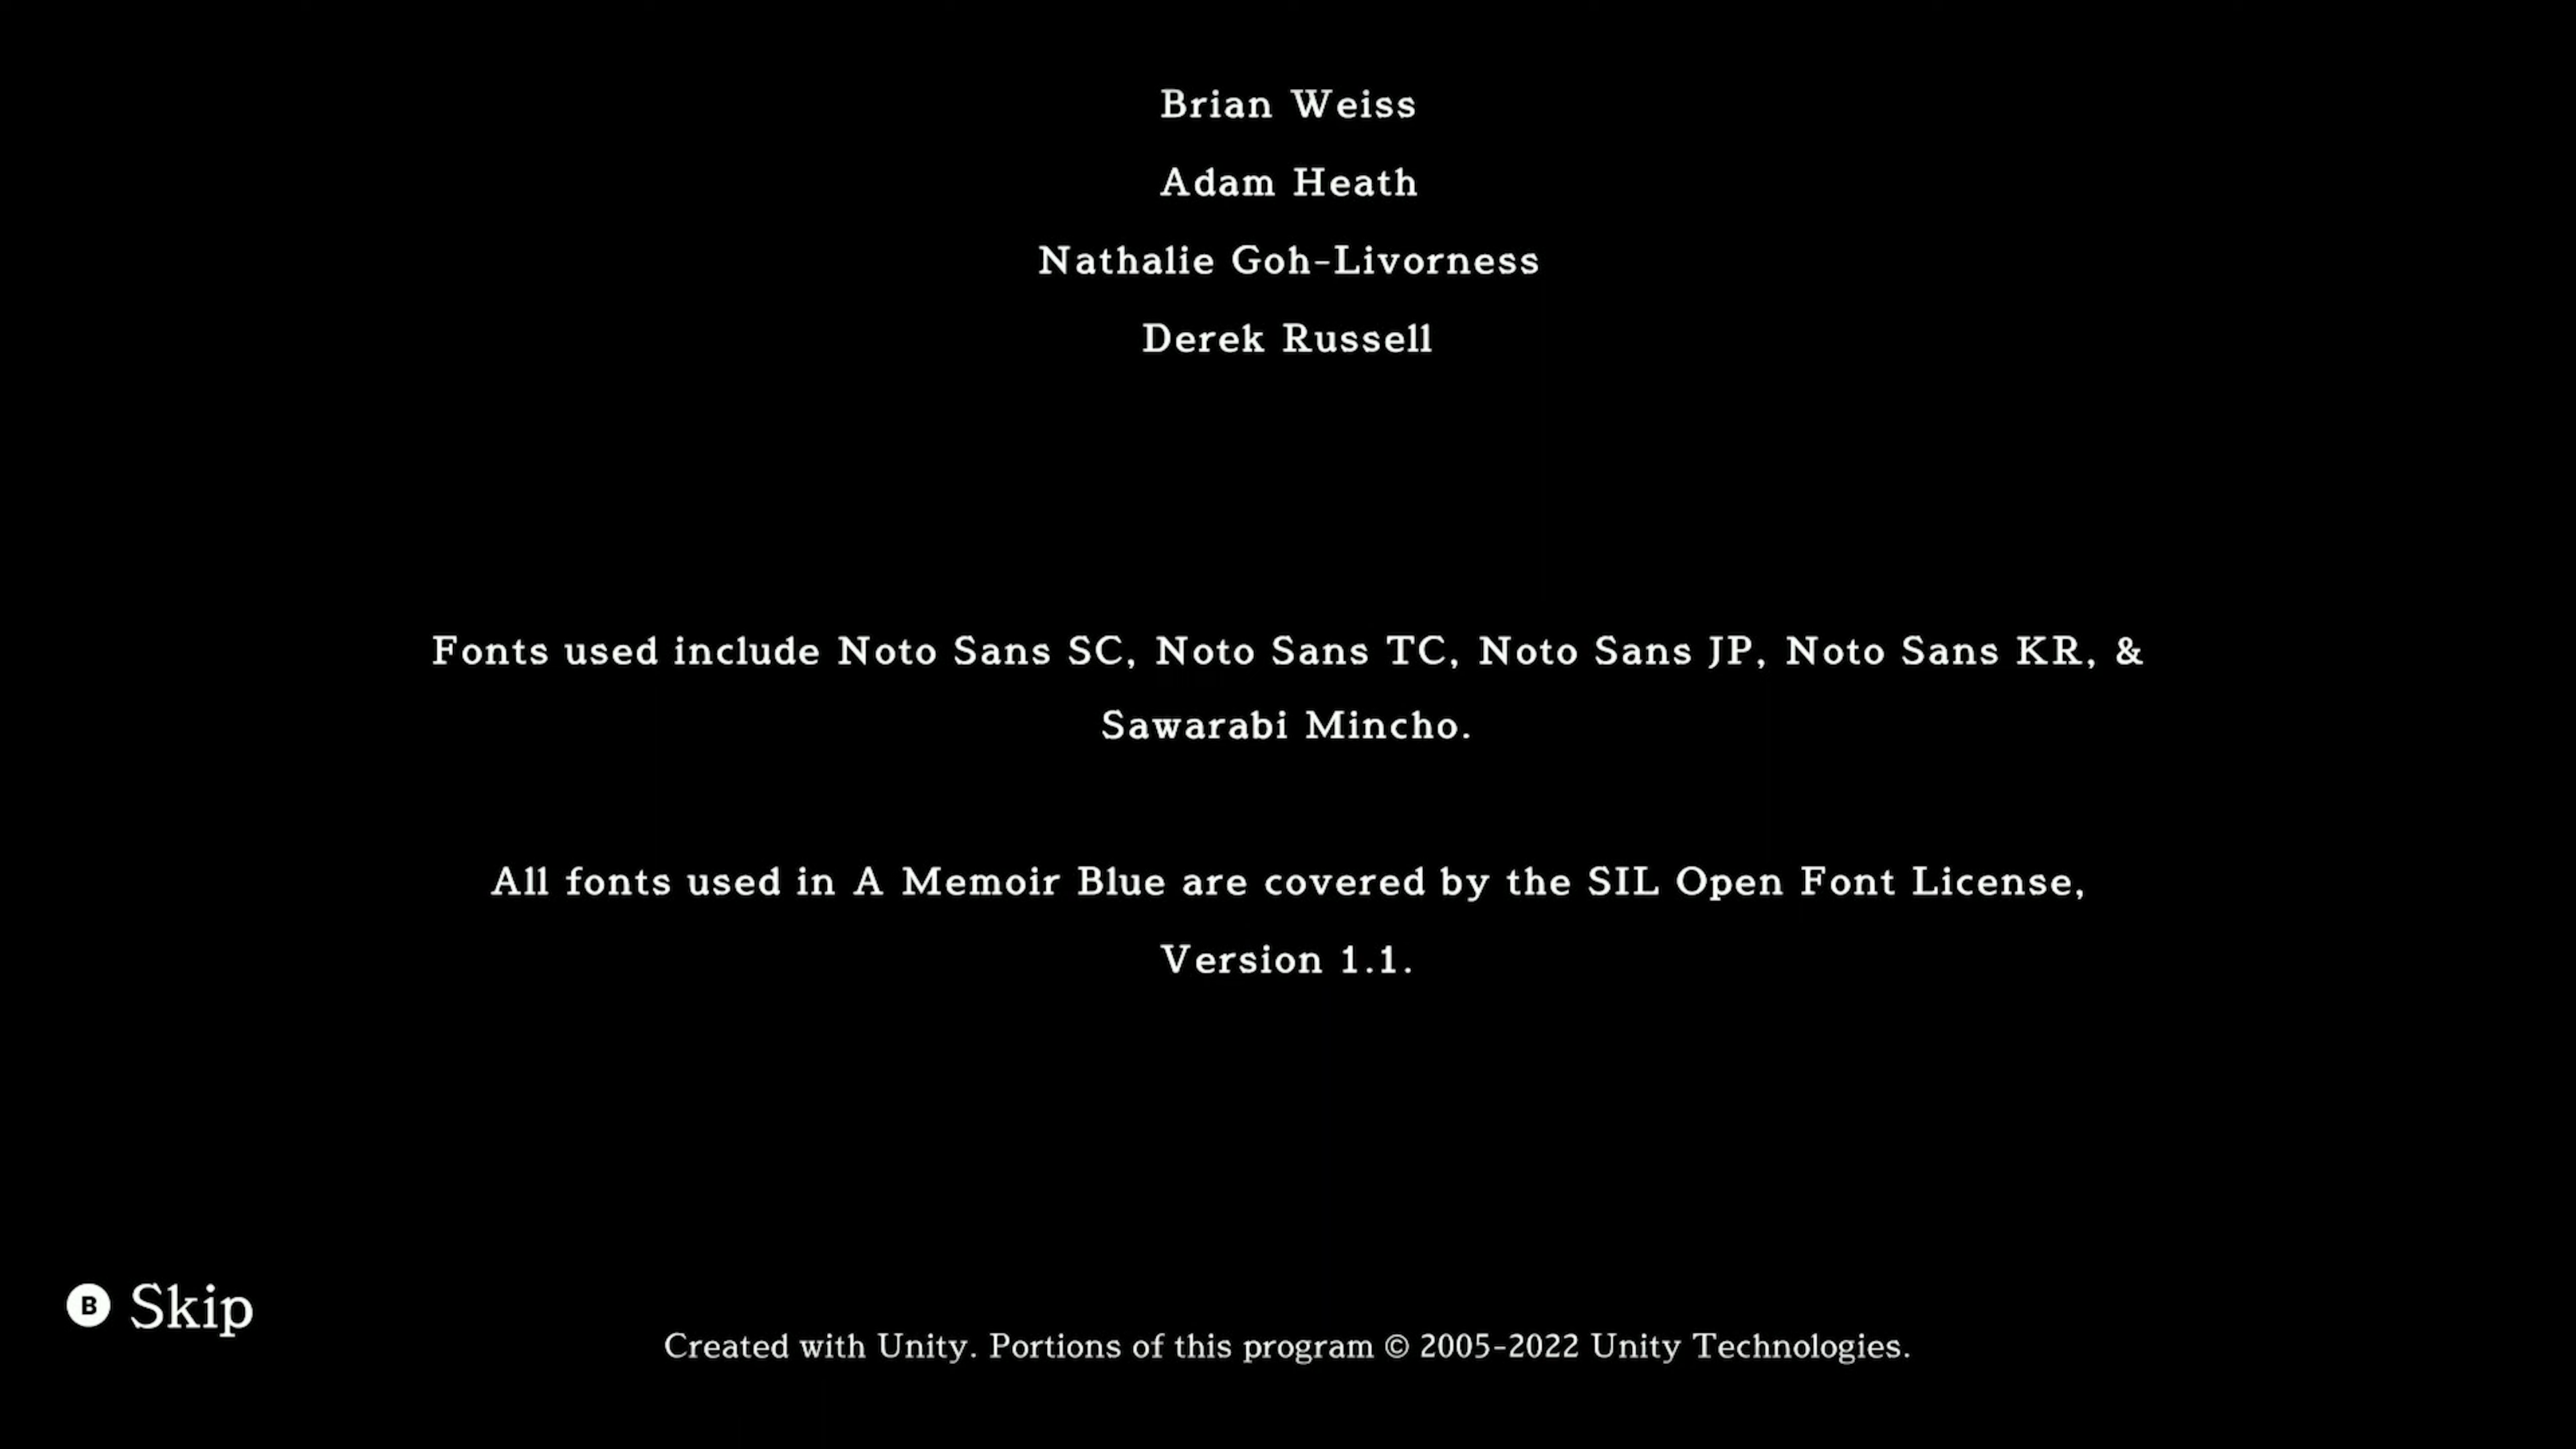 Brian Weiss
Adam Heath
Nathalie Goh-Livorness
Derek Russell
Fonts used include Noto Sans SC, Noto Sans TC, Noto Sans JP, Noto Sans KR, &
Sawarabi Mincho.
All fonts used in A Memoir Blue are covered by the SIL Open Font License,
Version 1.1.
B Skip
Created with Unity. Portions of this program © 2005-2022 Unity Technologies.